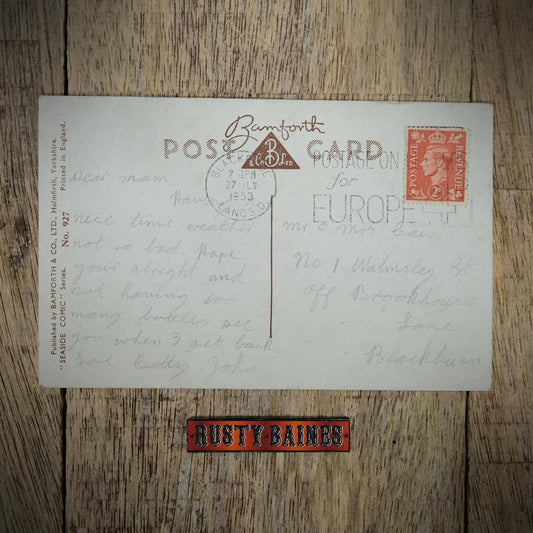 Published by BAMFORTH & CO., LTD., Holmfirth, Yorkshire.
Printed in England.
"SEASIDE COMIC" Series. No. 927
Bamforth
POST CARD
B
& Co LTD
BLACKPOOL
7 PM
27 JLY
1953
LANCS.
POSTAGE ON
for
EUROPE
POSTAGE
REVENUE
2D
Dear mam
Having
nice time weather
not so bad Hope
your alright and
not having too
many bottles see
you when I get back
Love Betty. John.
Mr & Mrs Cain
No. 1 Walmsley St
Off Brookhouse
Lane
Blackburn
RUSTY·BAINES